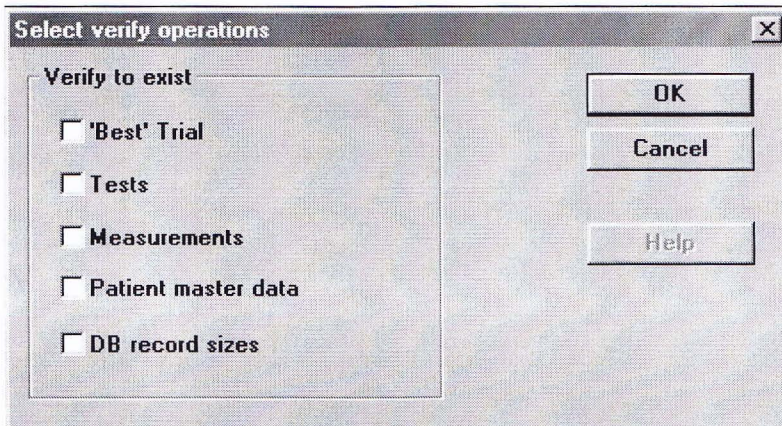 Select verify operations
Verify to exist
'Best' Trial
Tests
Measurements
Patient master data
DB record sizes
OK
Cancel
Help